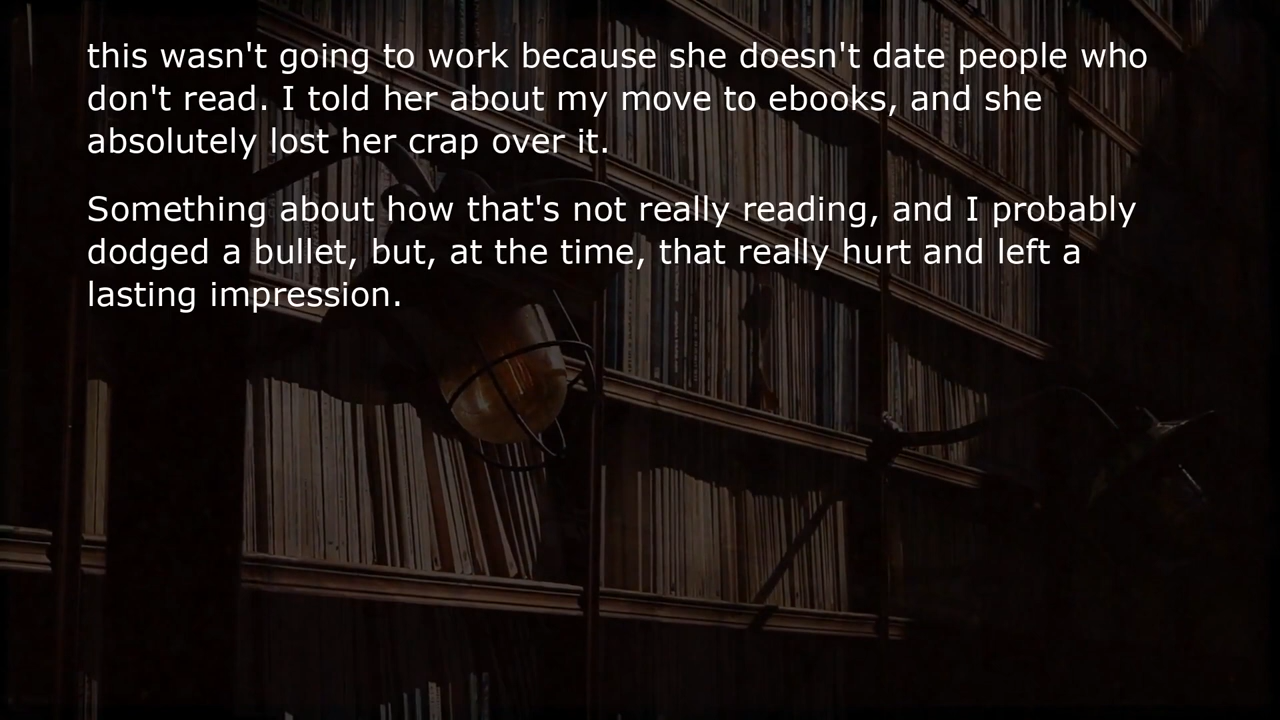 this wasn't going to work because she doesn't date people who
don't read. I told her about my move to ebooks, and she
absolutely lost her crap over it.
Something about how that's not really reading, and I probably
dodged a bullet, but, at the time, that really hurt and left a
lasting impression.